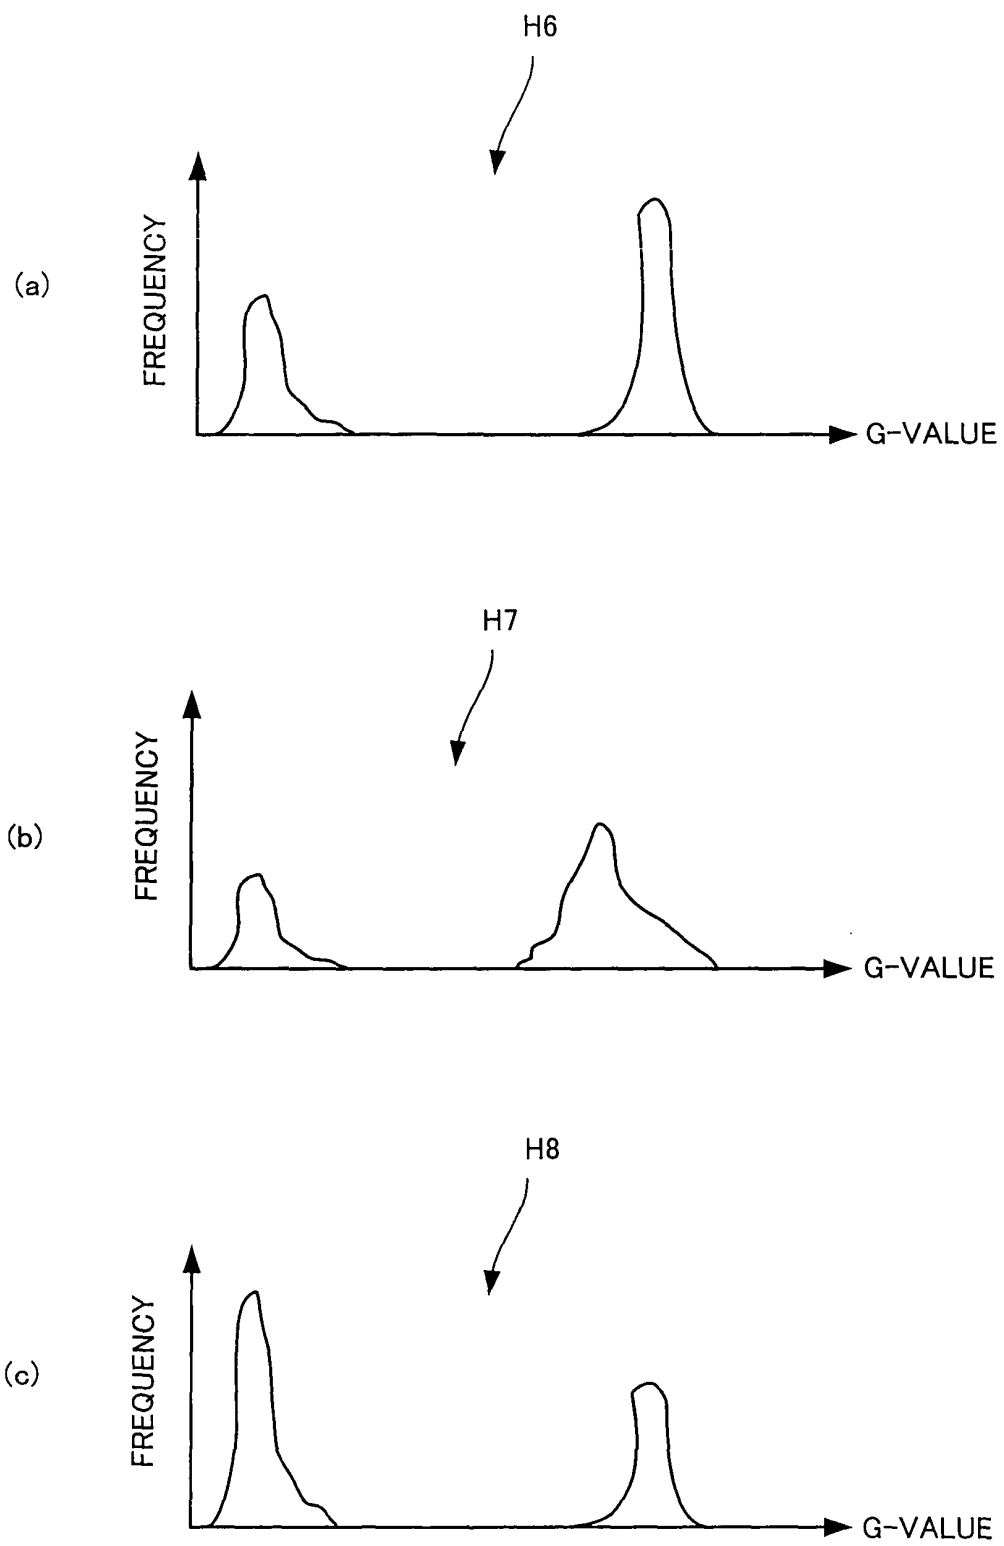 H6
(a)
FREQUENCY
G-VALUE
H7
(b)
FREQUENCY
G-VALUE
H8
(c)
FREQUENCY
G-VALUE